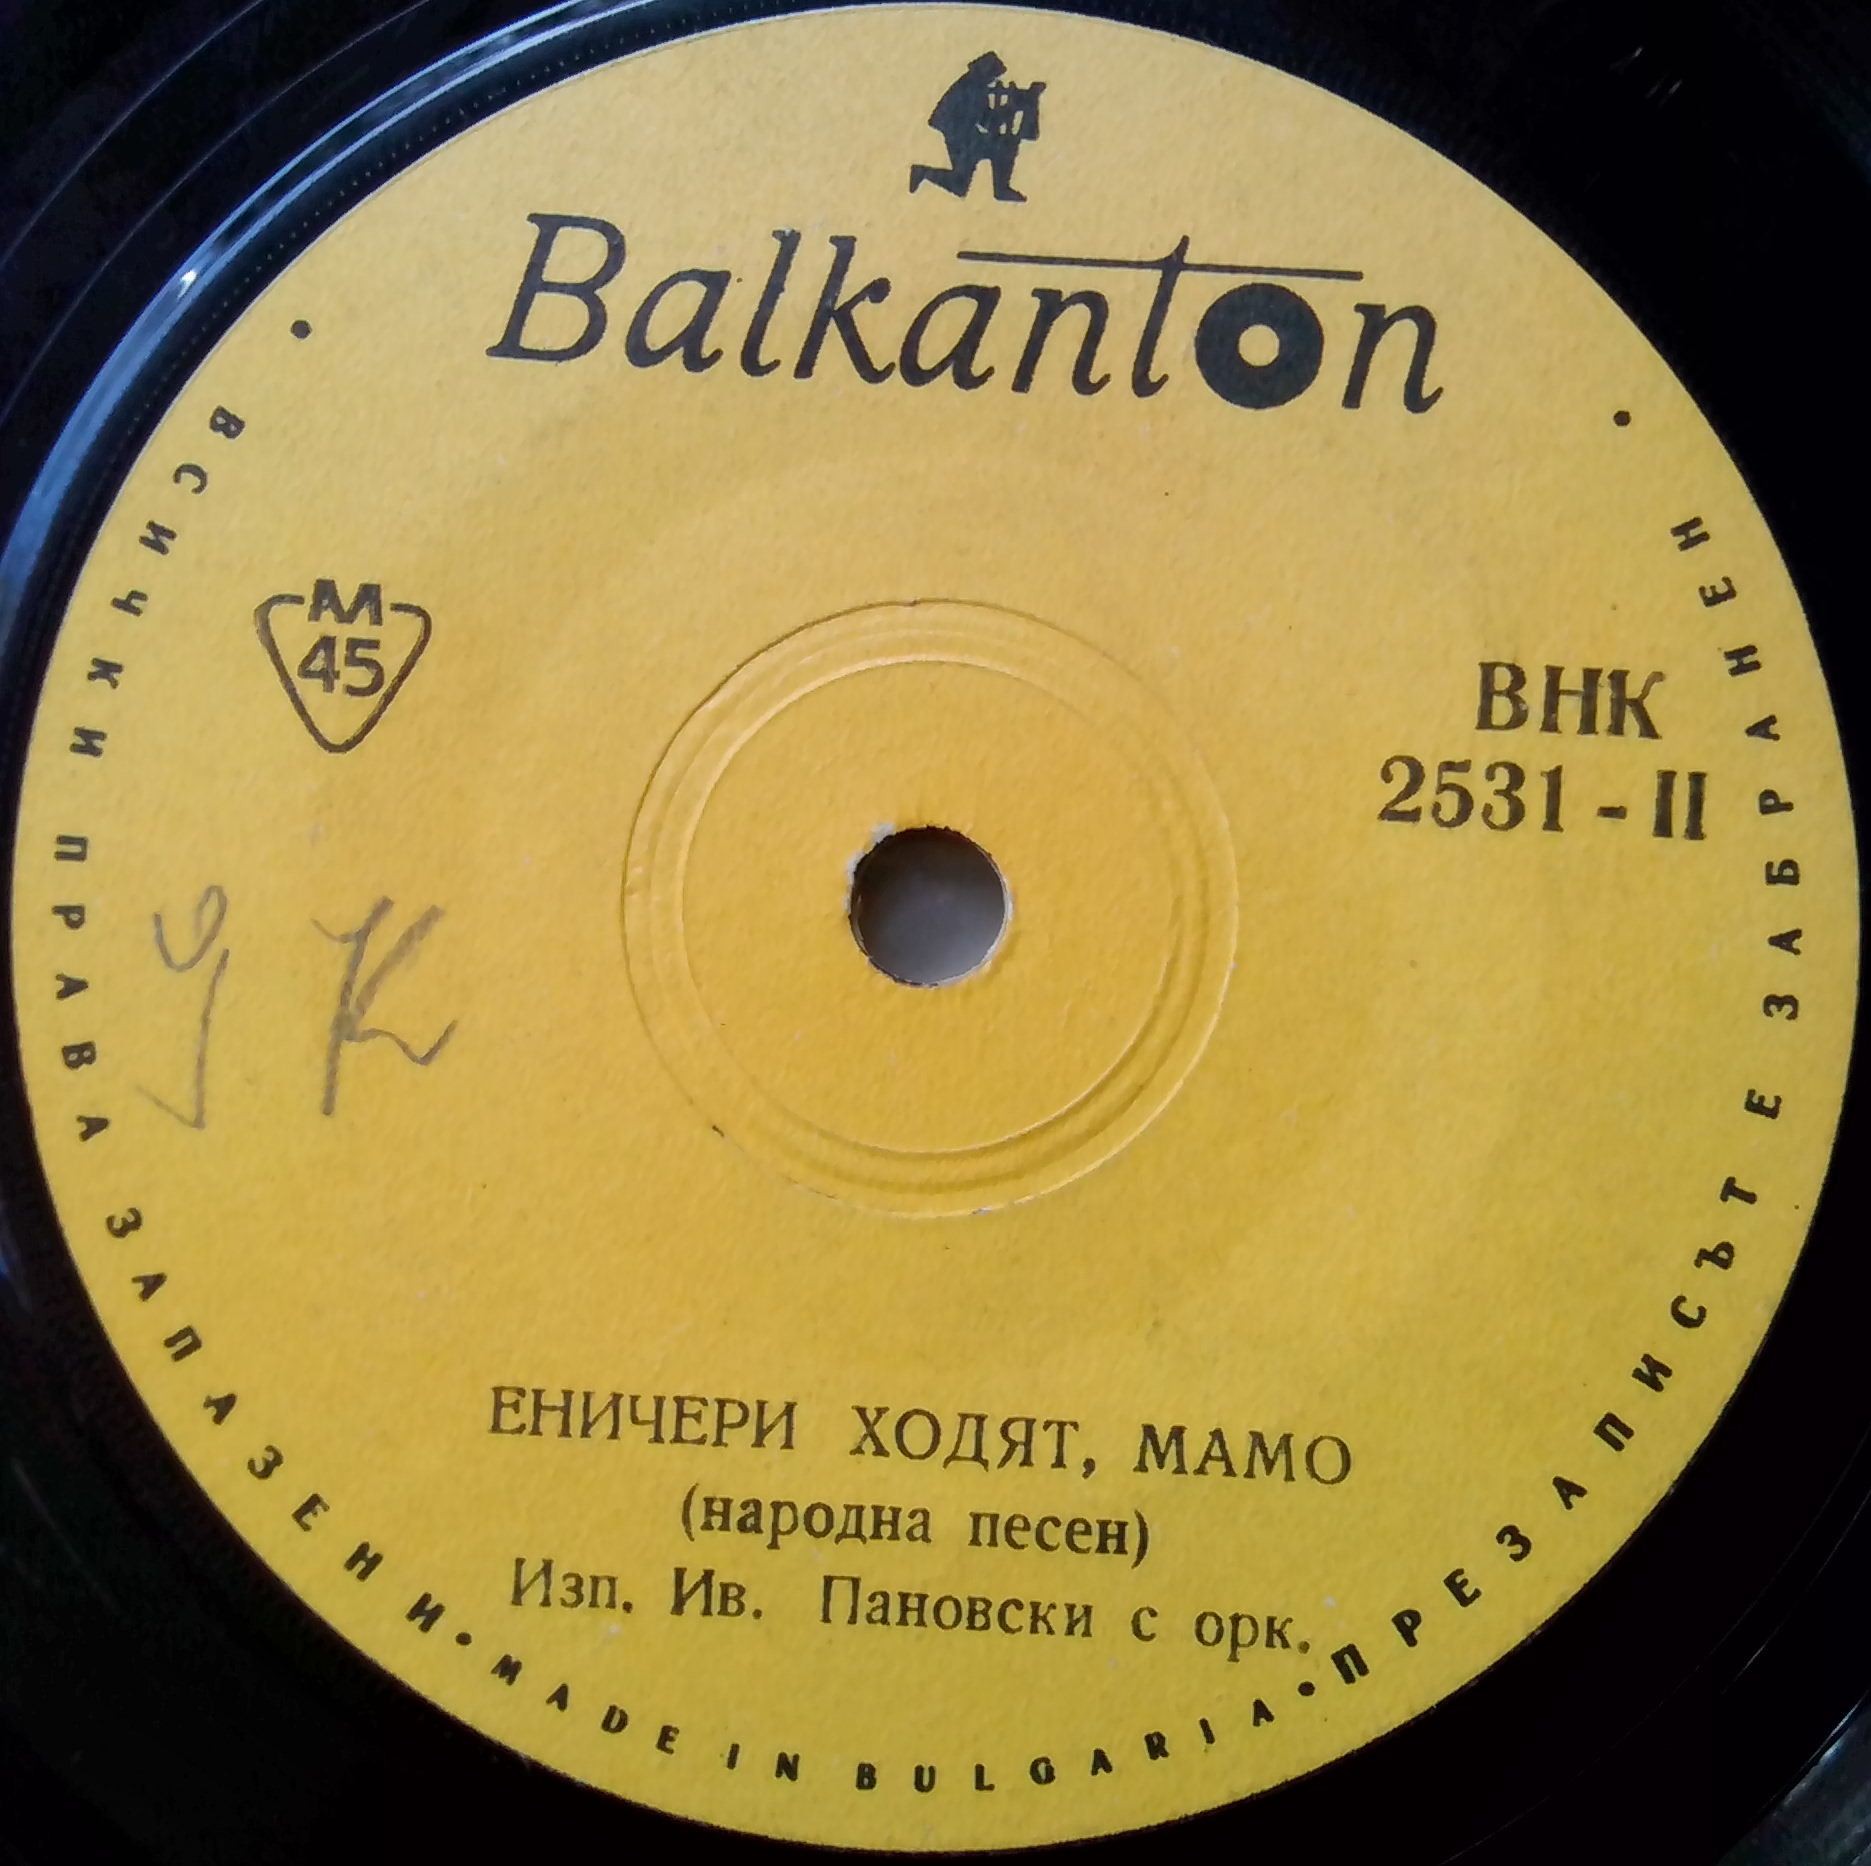 Balkanton
M
45
ВНК
2531 - II
ЕНИЧЕРИ ХОДЯТ, МАМО
(народна песен)
Изп. Ив. Пановски с орк.
ВСИЧКИ ПРАВА ЗАПАЗЕНИ • MADE IN BULGARIA • ПРЕЗАПИСЪТ Е ЗАБРАНЕН